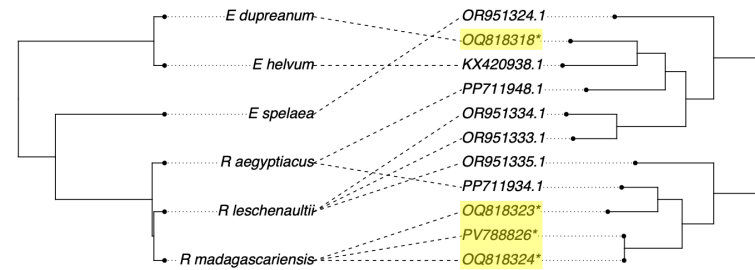 E dupreanum
E helvum
E spelaea
R aegyptiacus
R leschenaultii
R madagascariensis
OR951324.1
OQ818318*
KX420938.1
PP711948.1
OR951334.1
OR951333.1
OR951335.1
PP711934.1
OQ818323*
PV788826*
OQ818324*